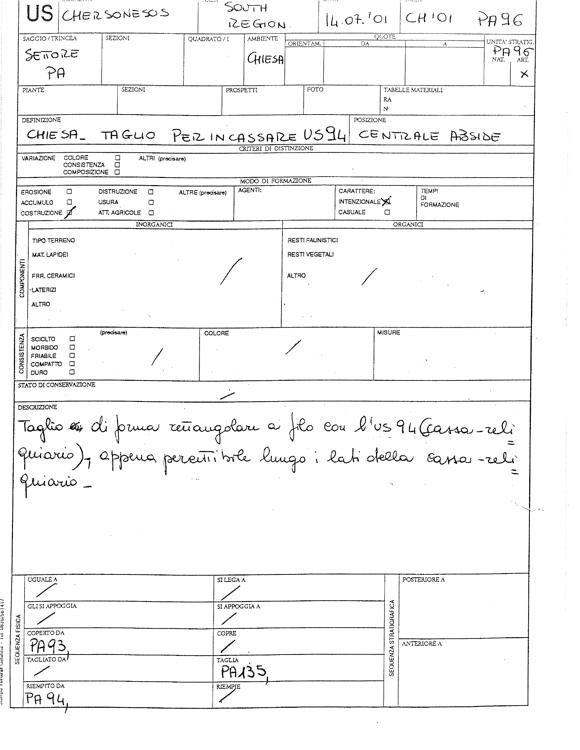 US CHERSONESOS SOUTH REGION 14.07.'01 CH'01 PA96
SAGGIO/TRINCEA SEZIONI QUADRATO/I AMBIENTE QUOTE UNITA' STRATIG.
ORIENTAM. DA A
SETTORE PA CHIESA PA96
NAT. ART.
X
PIANTE SEZIONI PROSPETTI FOTO TABELLE MATERIALI
RA
N
DEFINIZIONE POSIZIONE
CHIESA_ TAGLIO PER INCASSARE US94 CENTRALE ABSIDE
CRITERI DI DISTINZIONE
VARIAZIONE COLORE ☐ ALTRI (precisare)
CONSISTENZA ☐
COMPOSIZIONE ☐
MODO DI FORMAZIONE
EROSIONE ☐ DISTRUZIONE ☐ ALTRE (precisare) AGENTI: CARATTERE: TEMPI
ACCUMULO ☐ USURA ☐ INTENZIONALE ☒ DI
COSTRUZIONE ☑ ATT. AGRICOLE ☐ CASUALE ☐ FORMAZIONE
INORGANICI ORGANICI
COMPONENTI
TIPO TERRENO RESTI FAUNISTICI
MAT. LAPIDEI RESTI VEGETALI
FRR. CERAMICI / ALTRO /
LATERIZI
ALTRO
CONSISTENZA
(precisare) COLORE MISURE
SCIOLTO ☐
MORBIDO ☐
FRIABILE ☐ / /
COMPATTO ☐
DURO ☐
STATO DI CONSERVAZIONE
/
DESCRIZIONE
Taglio di forma rettangolare a filo con l'US 94 (cassa-reli
quiario), appena percettibile lungo i lati della cassa-reli
quiario_
SEQUENZA FISICA
UGUALE A / SI LEGA A / POSTERIORE A
GLI SI APPOGGIA / SI APPOGGIA A /
SEQUENZA STRATIGRAFICA
COPERTO DA PA93, COPRE / ANTERIORE A
TAGLIATO DA / TAGLIA PA135,
RIEMPITO DA PA94, RIEMPIE /